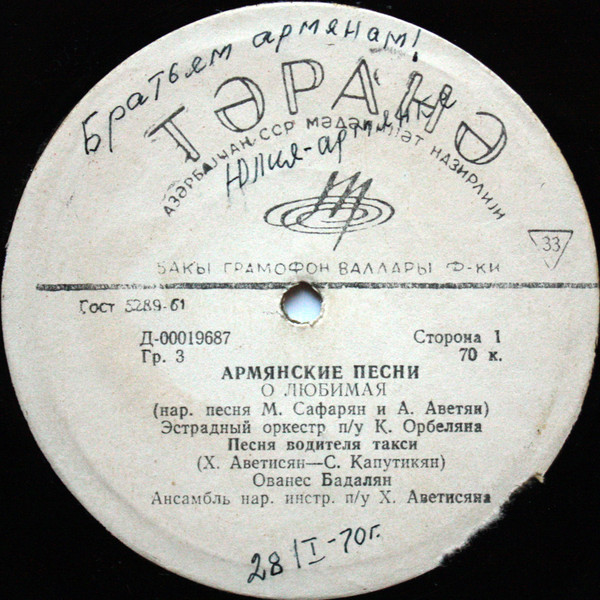 Братьям армянам!
ТӘРАНӘ
АЗӘРБАЈҸАН ССР МӘДӘНИЈЈӘТ НАЗИРЛИЈИ
Юлия-армянка
33
БАКЫ ГРАМОФОН ВАЛЛАРЫ Ф-КИ
Гост 5289-61
Д-00019687 Сторона 1
Гр. 3 70 к.
АРМЯНСКИЕ ПЕСНИ
О ЛЮБИМАЯ
(нар. песня М. Сафарян и А. Аветян)
Эстрадный оркестр п/у К. Орбеляна
Песня водителя такси
(Х. Аветисян—С. Капутикян)
Ованес Бадалян
Ансамбль нар. инстр. п/у Х. Аветисяна
28/I-70г.